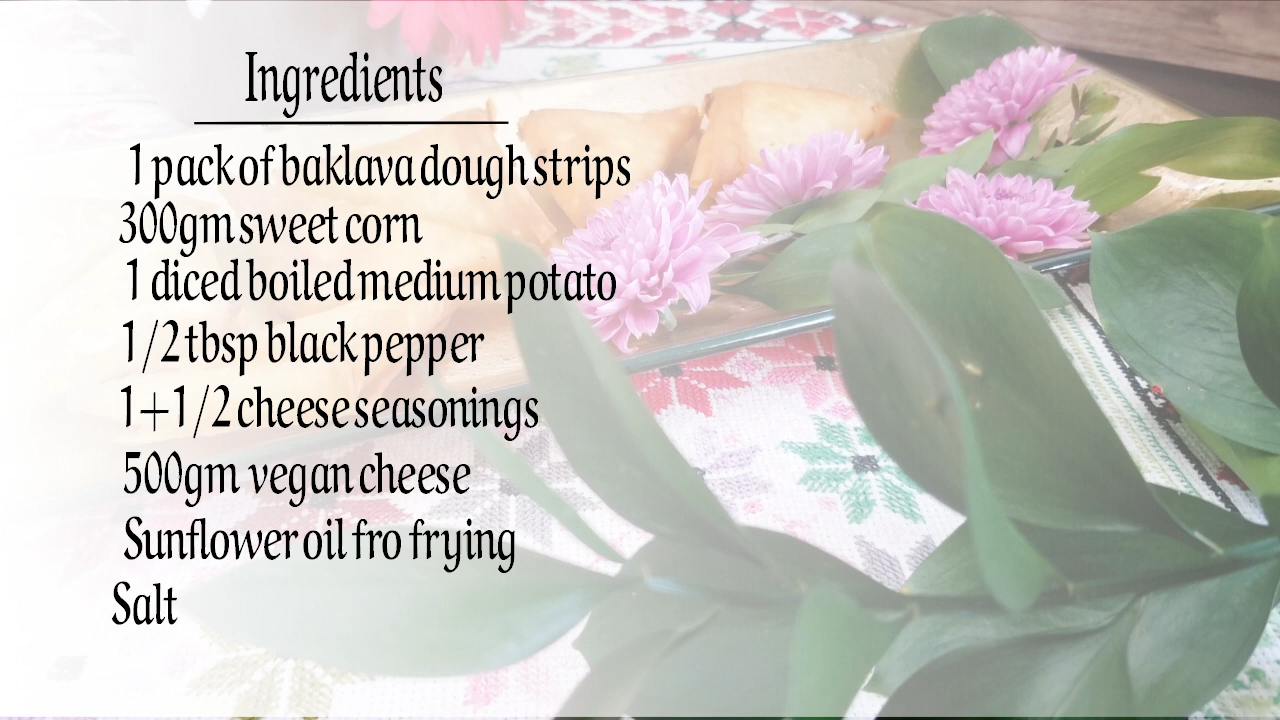 Ingredients
1 pack of baklava dough strips
300gm sweet corn
1 diced boiled medium potato
1/2 tbsp black pepper
1+1/2 cheese seasonings
500gm vegan cheese
Sunflower oil fro frying
Salt